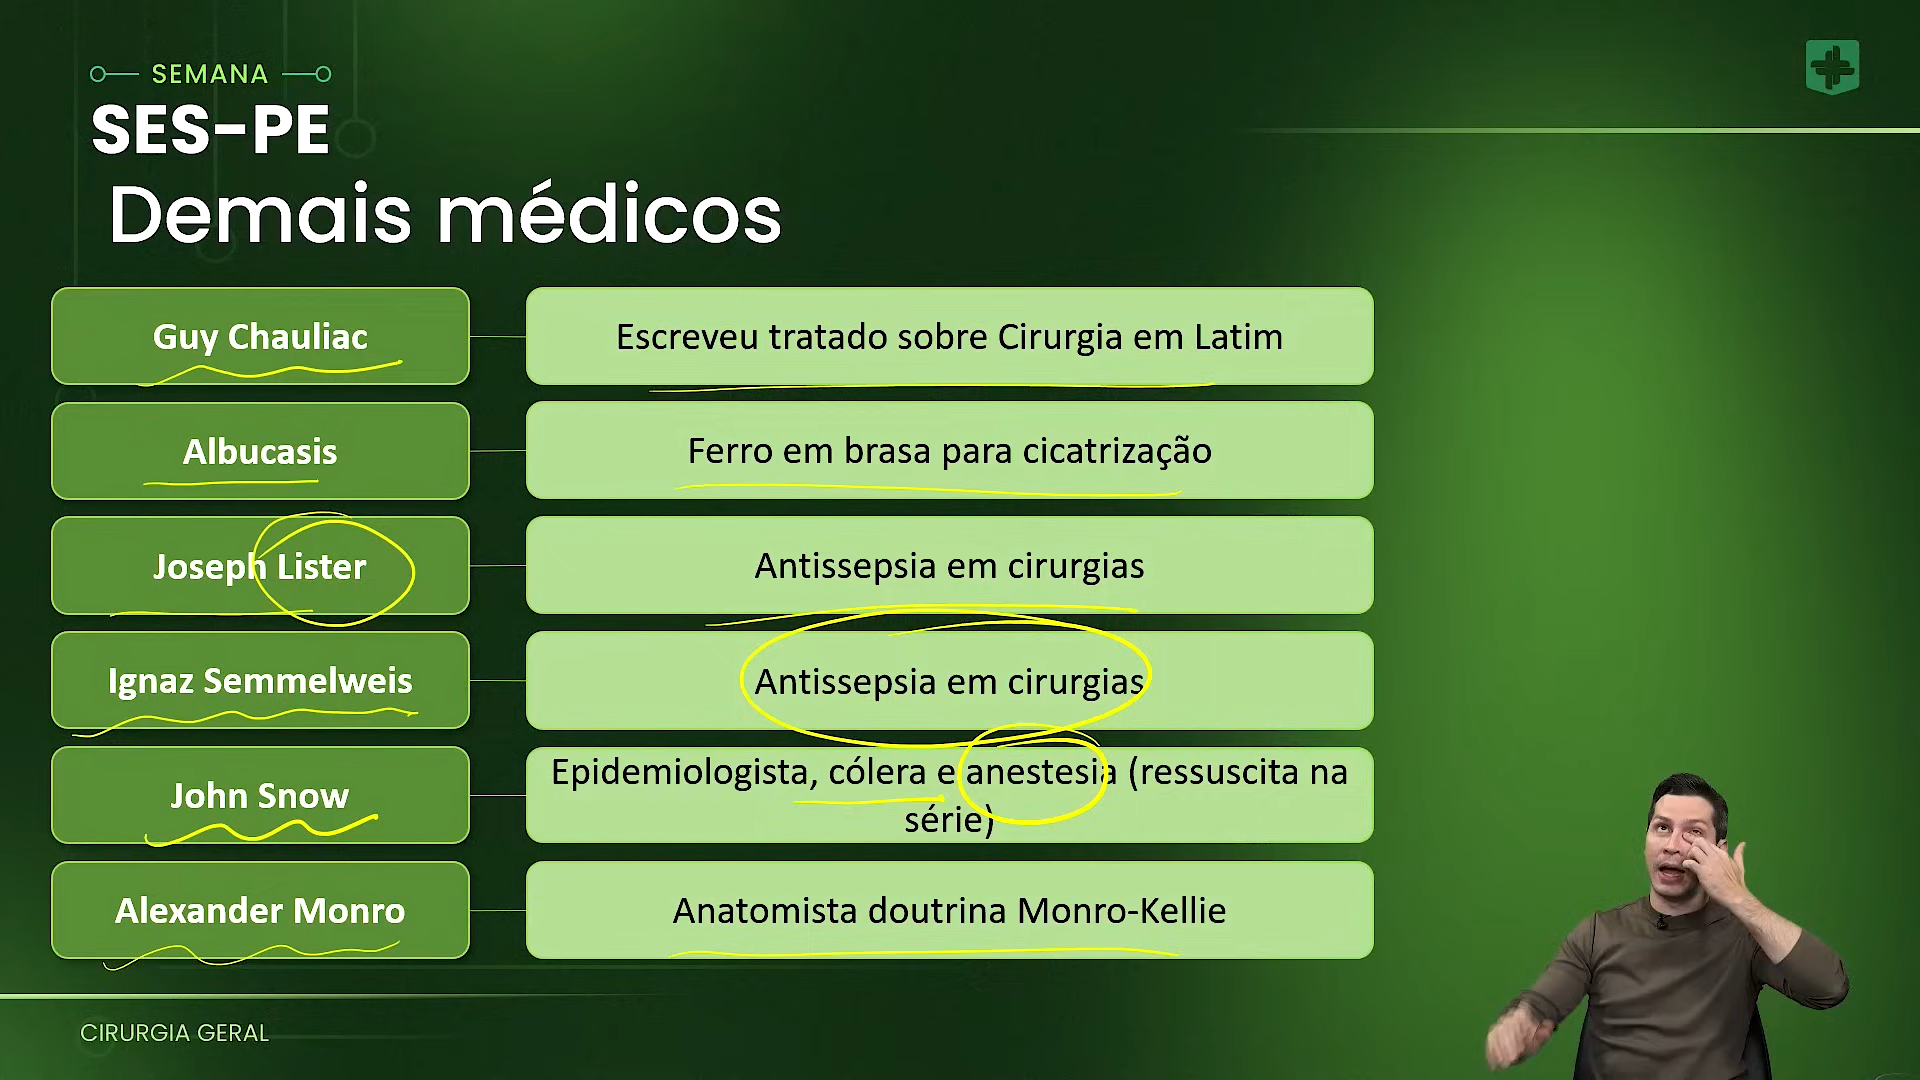 SEMANA
SES-PE
Demais médicos
Guy Chauliac
Escreveu tratado sobre Cirurgia em Latim
Albucasis
Ferro em brasa para cicatrização
Joseph Lister
Antissepsia em cirurgias
Ignaz Semmelweis
Antissepsia em cirurgias
John Snow
Epidemiologista, cólera e anestesia (ressuscita na
série)
Alexander Monro
Anatomista doutrina Monro-Kellie
CIRURGIA GERAL